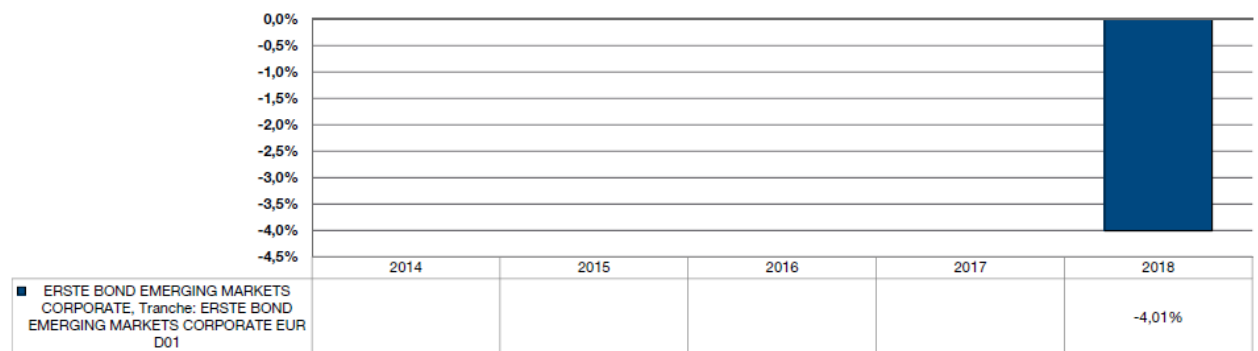 0,0%
-0,5%
-1,0%
-1,5%
-2,0%
-2,5%
-3,0%
-3,5%
-4,0%
-4,5%
2014 2015 2016 2017 2018
ERSTE BOND EMERGING MARKETS
CORPORATE, Tranche: ERSTE BOND
EMERGING MARKETS CORPORATE EUR
D01
-4,01%